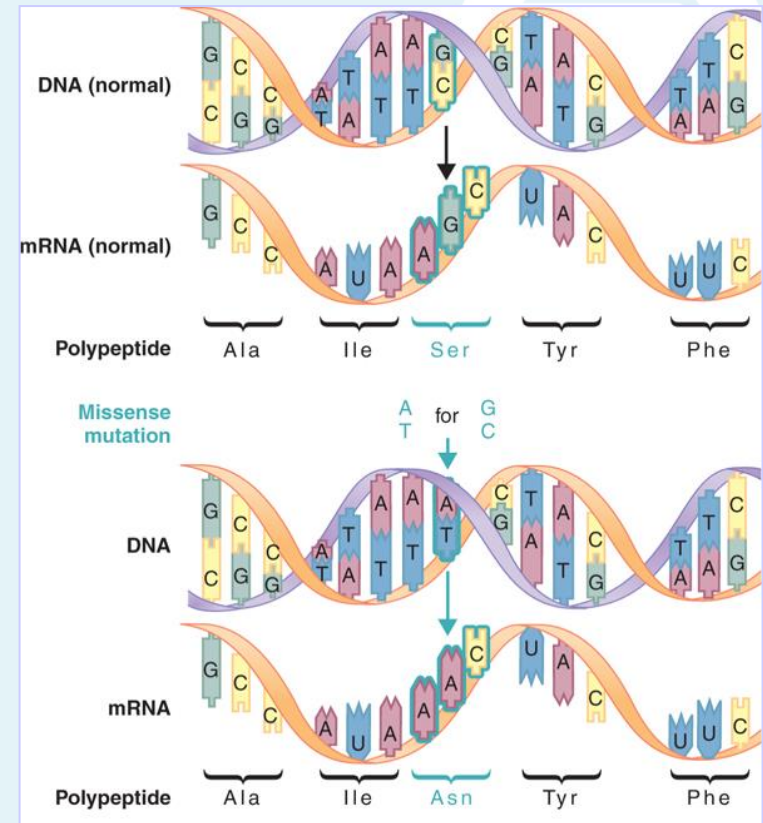 G C C A T A A G C T A C T T C
DNA (normal)
C G G T A T T C G A T G A A G
mRNA (normal)
G C C A U A A G C U A C U U C
Polypeptide Ala Ile Ser Tyr Phe
Missense
mutation
A for G
T C
G C C A T A A A C T A C T T C
DNA
C G G T A T T T G A T G A A G
mRNA
G C C A U A A A C U A C U U C
Polypeptide Ala Ile Asn Tyr Phe